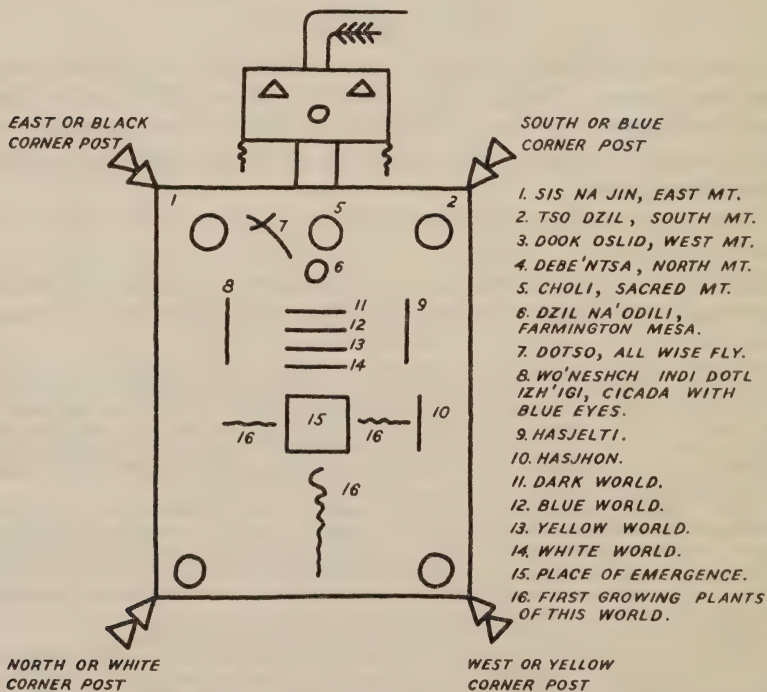 EAST OR BLACK
CORNER POST
SOUTH OR BLUE
CORNER POST
1
5
2
7
6
8
9
11
12
13
14
10
15
16
16
16
1. SIS NA JIN, EAST MT.
2. TSO DZIL, SOUTH MT.
3. DOOK OSLID, WEST MT.
4. DEBE'NTSA, NORTH MT.
5. CHOLI, SACRED MT.
6. DZIL NA'ODILI,
FARMINGTON MESA.
7. DOTSO, ALL WISE FLY.
8. WO'NESHCH INDI DOTL
IZH'IGI, CICADA WITH
BLUE EYES.
9. HASJELTI.
10. HASJHON.
11. DARK WORLD.
12. BLUE WORLD.
13. YELLOW WORLD.
14. WHITE WORLD.
15. PLACE OF EMERGENCE.
16. FIRST GROWING PLANTS
OF THIS WORLD.
NORTH OR WHITE
CORNER POST
WEST OR YELLOW
CORNER POST